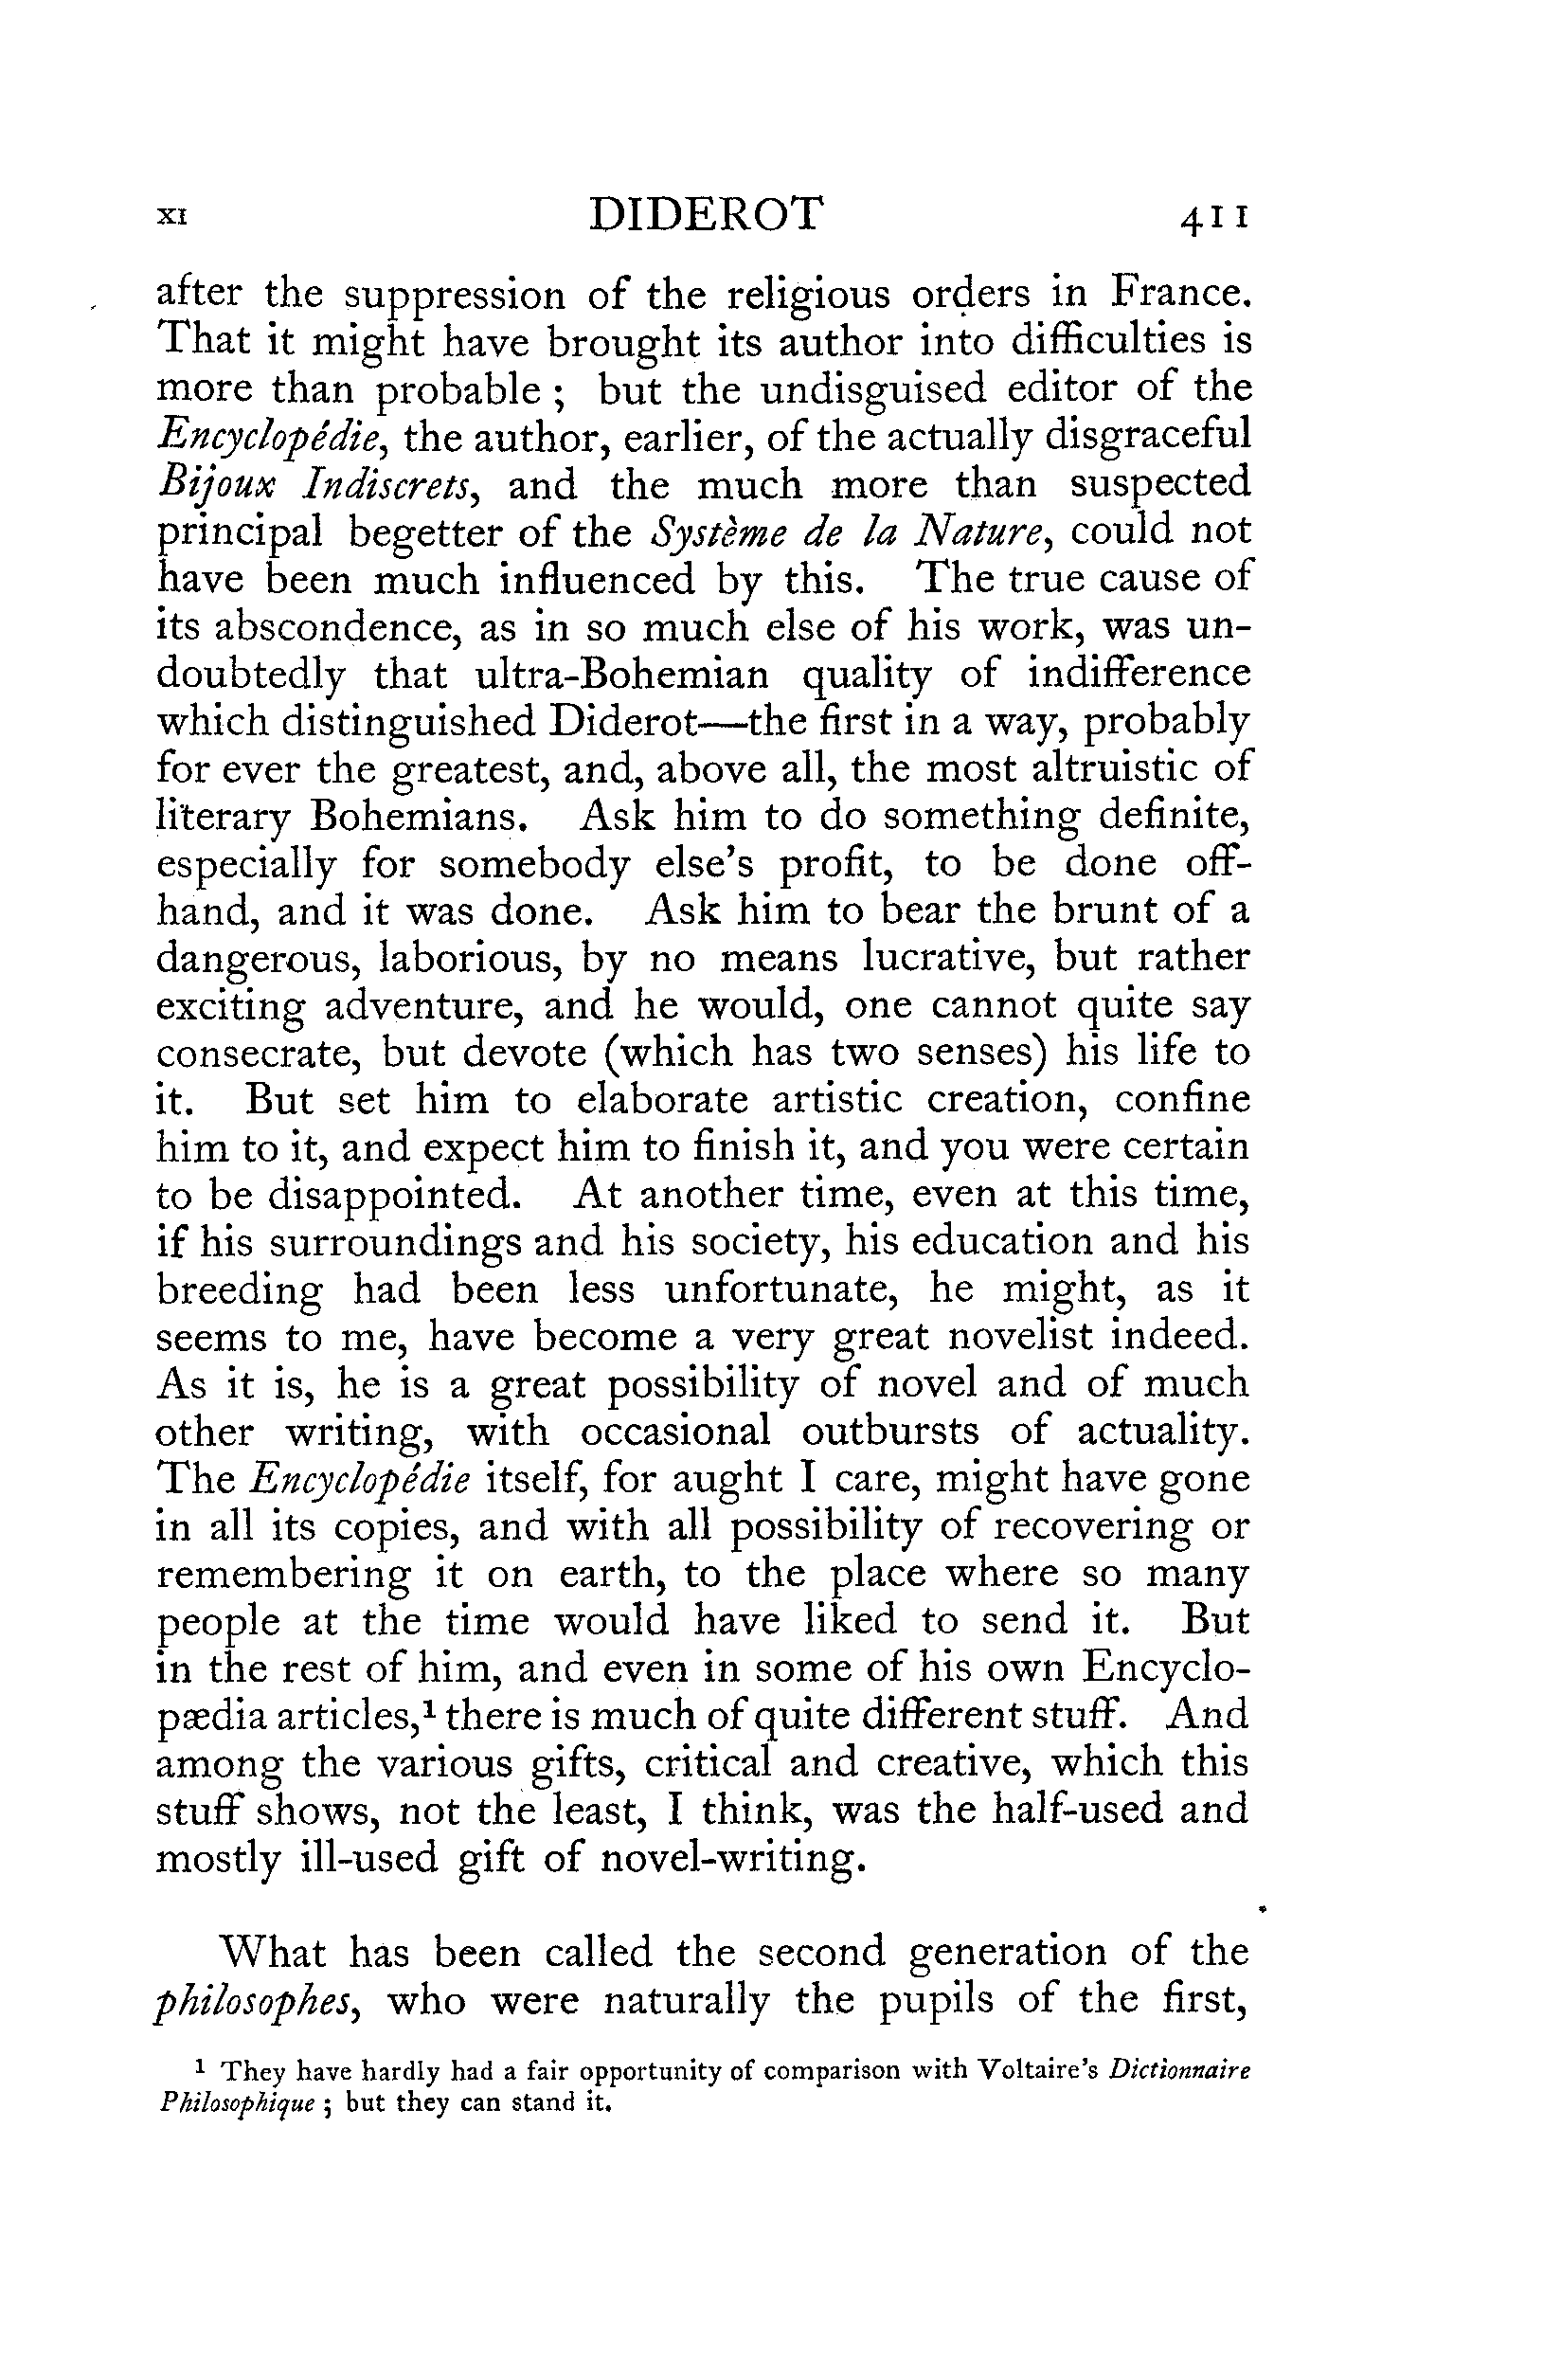 xi DIDEROT 411
after the suppression of the religious orders in France.
That it might have brought its author into difficulties is
more than probable ; but the undisguised editor of the
Encyclopédie, the author, earlier, of the actually disgraceful
Bijoux Indiscrets, and the much more than suspected
principal begetter of the Système de la Nature, could not
have been much influenced by this. The true cause of
its abscondence, as in so much else of his work, was un-
doubtedly that ultra-Bohemian quality of indifference
which distinguished Diderot—the first in a way, probably
for ever the greatest, and, above all, the most altruistic of
literary Bohemians. Ask him to do something definite,
especially for somebody else's profit, to be done off-
hand, and it was done. Ask him to bear the brunt of a
dangerous, laborious, by no means lucrative, but rather
exciting adventure, and he would, one cannot quite say
consecrate, but devote (which has two senses) his life to
it. But set him to elaborate artistic creation, confine
him to it, and expect him to finish it, and you were certain
to be disappointed. At another time, even at this time,
if his surroundings and his society, his education and his
breeding had been less unfortunate, he might, as it
seems to me, have become a very great novelist indeed.
As it is, he is a great possibility of novel and of much
other writing, with occasional outbursts of actuality.
The Encyclopédie itself, for aught I care, might have gone
in all its copies, and with all possibility of recovering or
remembering it on earth, to the place where so many
people at the time would have liked to send it. But
in the rest of him, and even in some of his own Encyclo-
pædia articles,¹ there is much of quite different stuff. And
among the various gifts, critical and creative, which this
stuff shows, not the least, I think, was the half-used and
mostly ill-used gift of novel-writing.
What has been called the second generation of the
philosophes, who were naturally the pupils of the first,
¹ They have hardly had a fair opportunity of comparison with Voltaire's Dictionnaire
Philosophique ; but they can stand it.